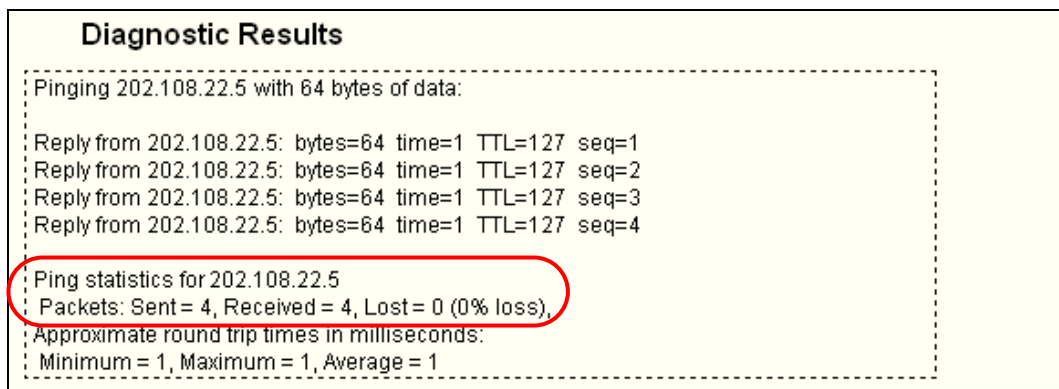 Diagnostic Results
Pinging 202.108.22.5 with 64 bytes of data:
Reply from 202.108.22.5: bytes=64 time=1 TTL=127 seq=1
Reply from 202.108.22.5: bytes=64 time=1 TTL=127 seq=2
Reply from 202.108.22.5: bytes=64 time=1 TTL=127 seq=3
Reply from 202.108.22.5: bytes=64 time=1 TTL=127 seq=4
Ping statistics for 202.108.22.5
Packets: Sent = 4, Received = 4, Lost = 0 (0% loss),
Approximate round trip times in milliseconds:
Minimum = 1, Maximum = 1, Average = 1